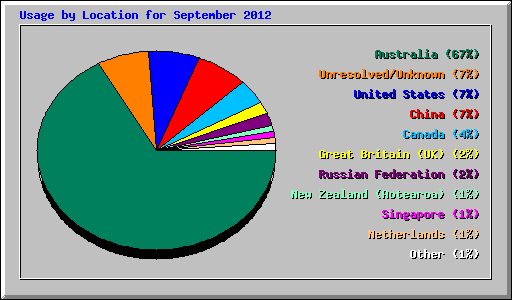 Usage by Location for September 2012
Australia (67%)
Unresolved/Unknown (7%)
United States (7%)
China (7%)
Canada (4%)
Great Britain (UK) (2%)
Russian Federation (2%)
New Zealand (Aotearoa) (1%)
Singapore (1%)
Netherlands (1%)
Other (1%)